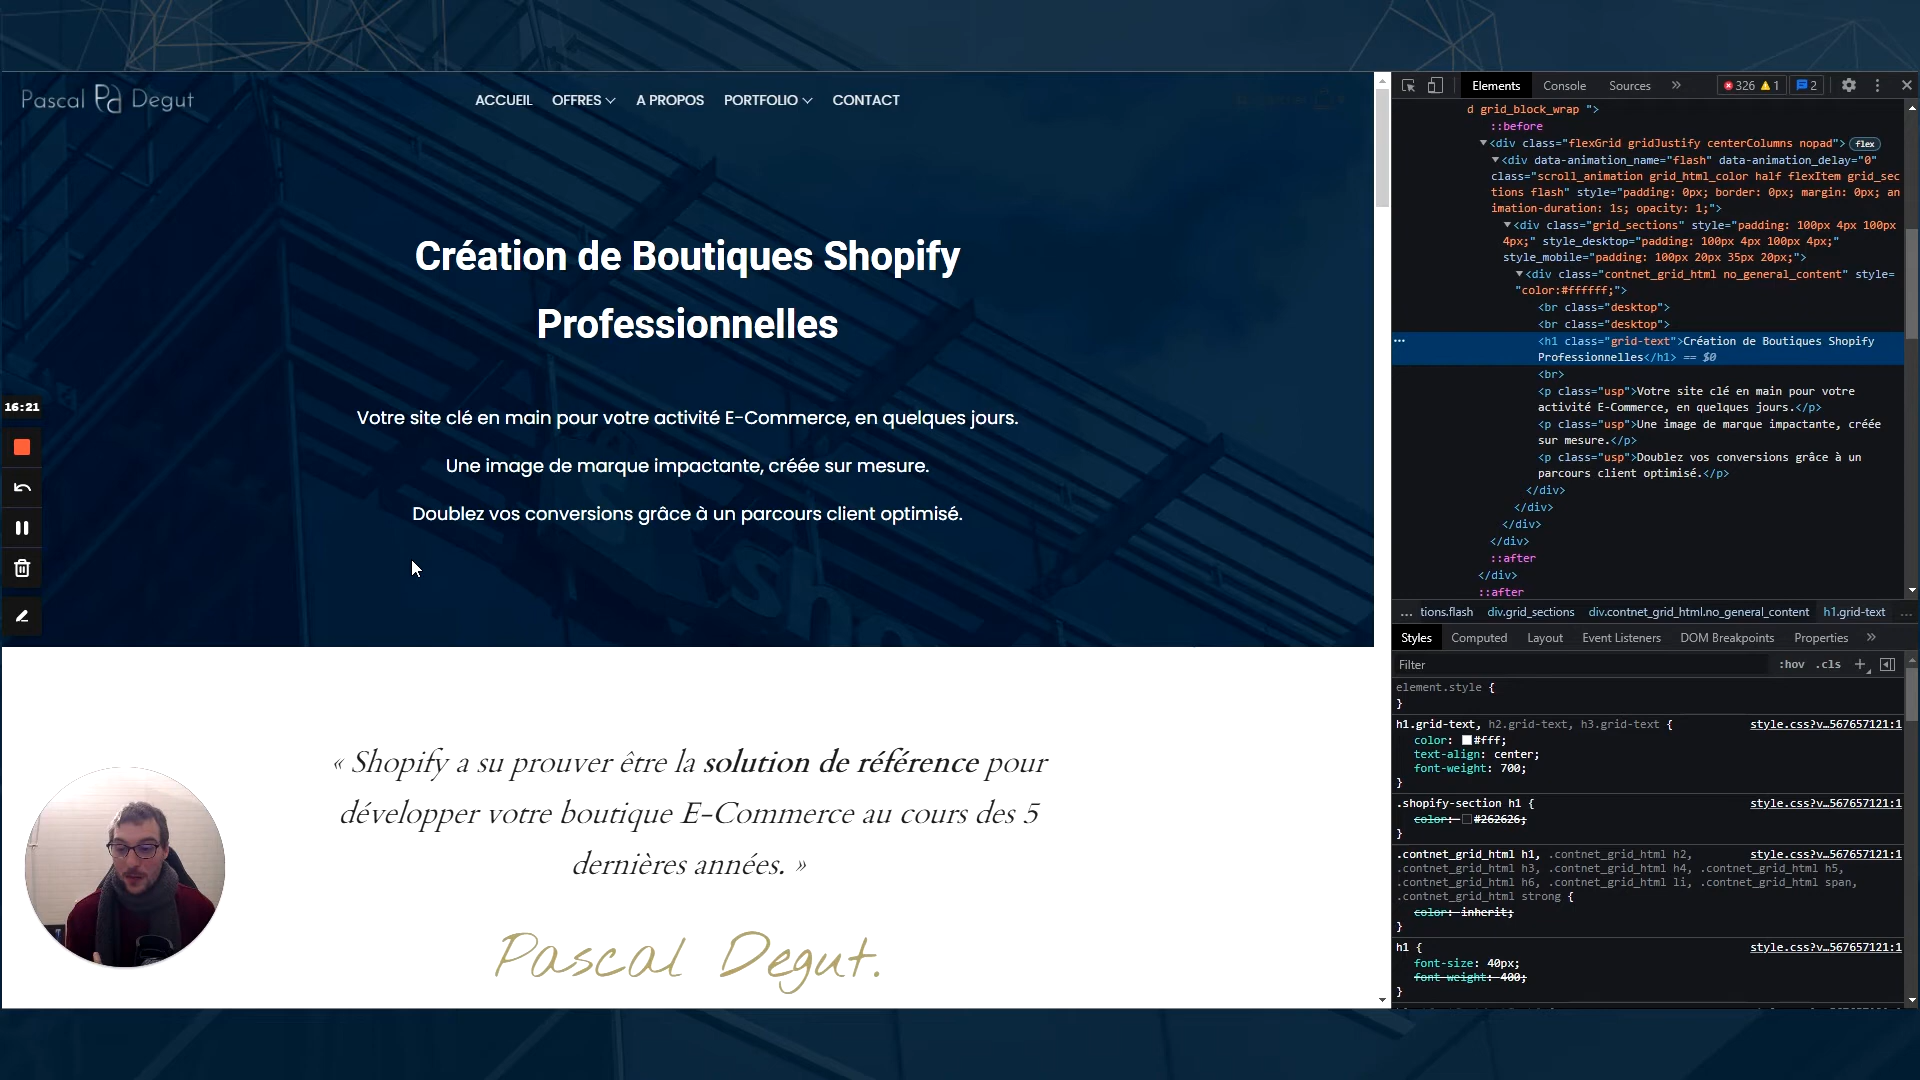 Pascal Pd Degut
ACCUEIL OFFRES A PROPOS PORTFOLIO CONTACT
Création de Boutiques Shopify
Professionnelles
Votre site clé en main pour votre activité E-Commerce, en quelques jours.
Une image de marque impactante, créée sur mesure.
Doublez vos conversions grâce à un parcours client optimisé.
16:21
« Shopify a su prouver être la solution de référence pour
développer votre boutique E-Commerce au cours des 5
dernières années. »
Pascal Degut.
Elements Console Sources » 326 1 2
d grid_block_wrap ">
::before
<div class="flexGrid gridJustify centerColumns nopad"> flex
<div data-animation_name="flash" data-animation_delay="0"
class="scroll_animation grid_html_color half flexItem grid_sec
tions flash" style="padding: 0px; border: 0px; margin: 0px; an
imation-duration: 1s; opacity: 1;">
<div class="grid_sections" style="padding: 100px 4px 100px
4px;" style_desktop="padding: 100px 4px 100px 4px;"
style_mobile="padding: 100px 20px 35px 20px;">
<div class="contnet_grid_html no_general_content" style=
"color:#ffffff;">
<br class="desktop">
<br class="desktop">
… <h1 class="grid-text">Création de Boutiques Shopify
Professionnelles</h1> == $0
<br>
<p class="usp">Votre site clé en main pour votre
activité E-Commerce, en quelques jours.</p>
<p class="usp">Une image de marque impactante, créée
sur mesure.</p>
<p class="usp">Doublez vos conversions grâce à un
parcours client optimisé.</p>
</div>
</div>
</div>
</div>
::after
</div>
::after
… tions.flash div.grid_sections div.contnet_grid_html.no_general_content h1.grid-text …
Styles Computed Layout Event Listeners DOM Breakpoints Properties »
Filter :hov .cls +
element.style {
}
h1.grid-text, h2.grid-text, h3.grid-text { style.css?v…567657121:1
color: #fff;
text-align: center;
font-weight: 700;
}
.shopify-section h1 { style.css?v…567657121:1
color: #262626;
}
.contnet_grid_html h1, .contnet_grid_html h2, style.css?v…567657121:1
.contnet_grid_html h3, .contnet_grid_html h4, .contnet_grid_html h5,
.contnet_grid_html h6, .contnet_grid_html li, .contnet_grid_html span,
.contnet_grid_html strong {
color: inherit;
}
h1 { style.css?v…567657121:1
font-size: 40px;
font-weight: 400;
}